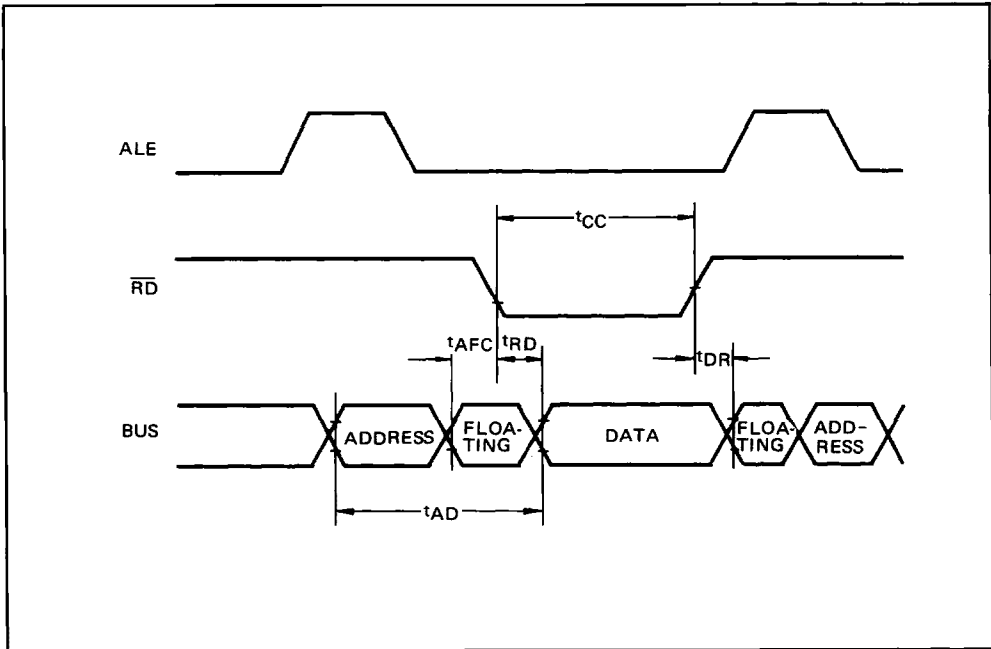 ALE
tCC
RD
tAFC tRD
tDR
BUS
ADDRESS
FLOA-
TING
DATA
FLOA-
TING
ADD-
RESS
tAD